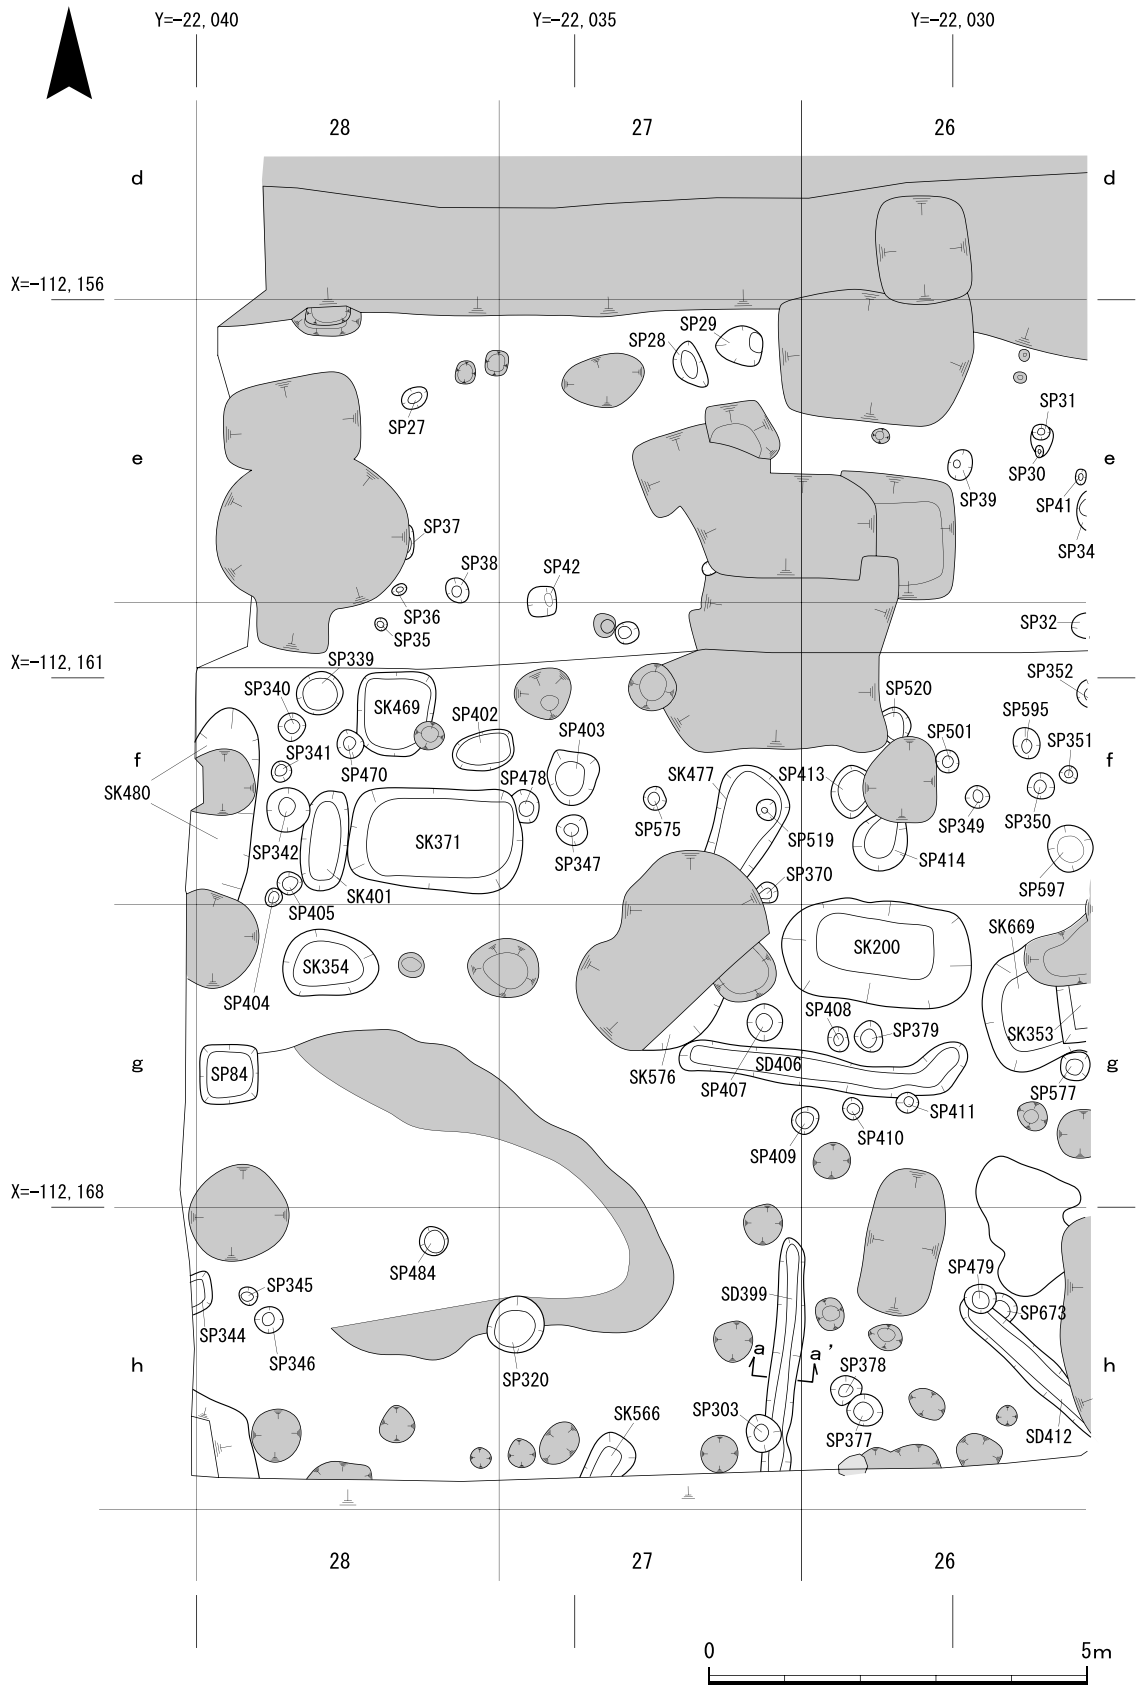 Y=-22,040 Y=-22,035 Y=-22,030
28 27 26
d d
X=-112,156
SP28 SP29
SP31
SP27
e SP30 e
SP39
SP41
SP37
SP34
SP38 SP42
SP36
SP32
SP35
X=-112,161
SP339
SP352
SP340 SP520
SK469 SP402 SP595
SP403 SP501 SP351
f SP341 f
SP470 SP478 SK477 SP413
SK480
SP349 SP350
SP575
SK371 SP519
SP342 SP347 SP414
SP370
SP597
SK401
SP405
SK669
SK200
SK354
SP404
SP408
SP379
SK353
g SD406 g
SP84 SK576
SP407 SP577
SP411
SP410
SP409
X=-112,168
SP479
SP484
SP345
SD399
SP673
SP344
a a’
SP346
h SP378 h
SP320
SP303 SK566
SD412
SP377
28 27 26
0 5m